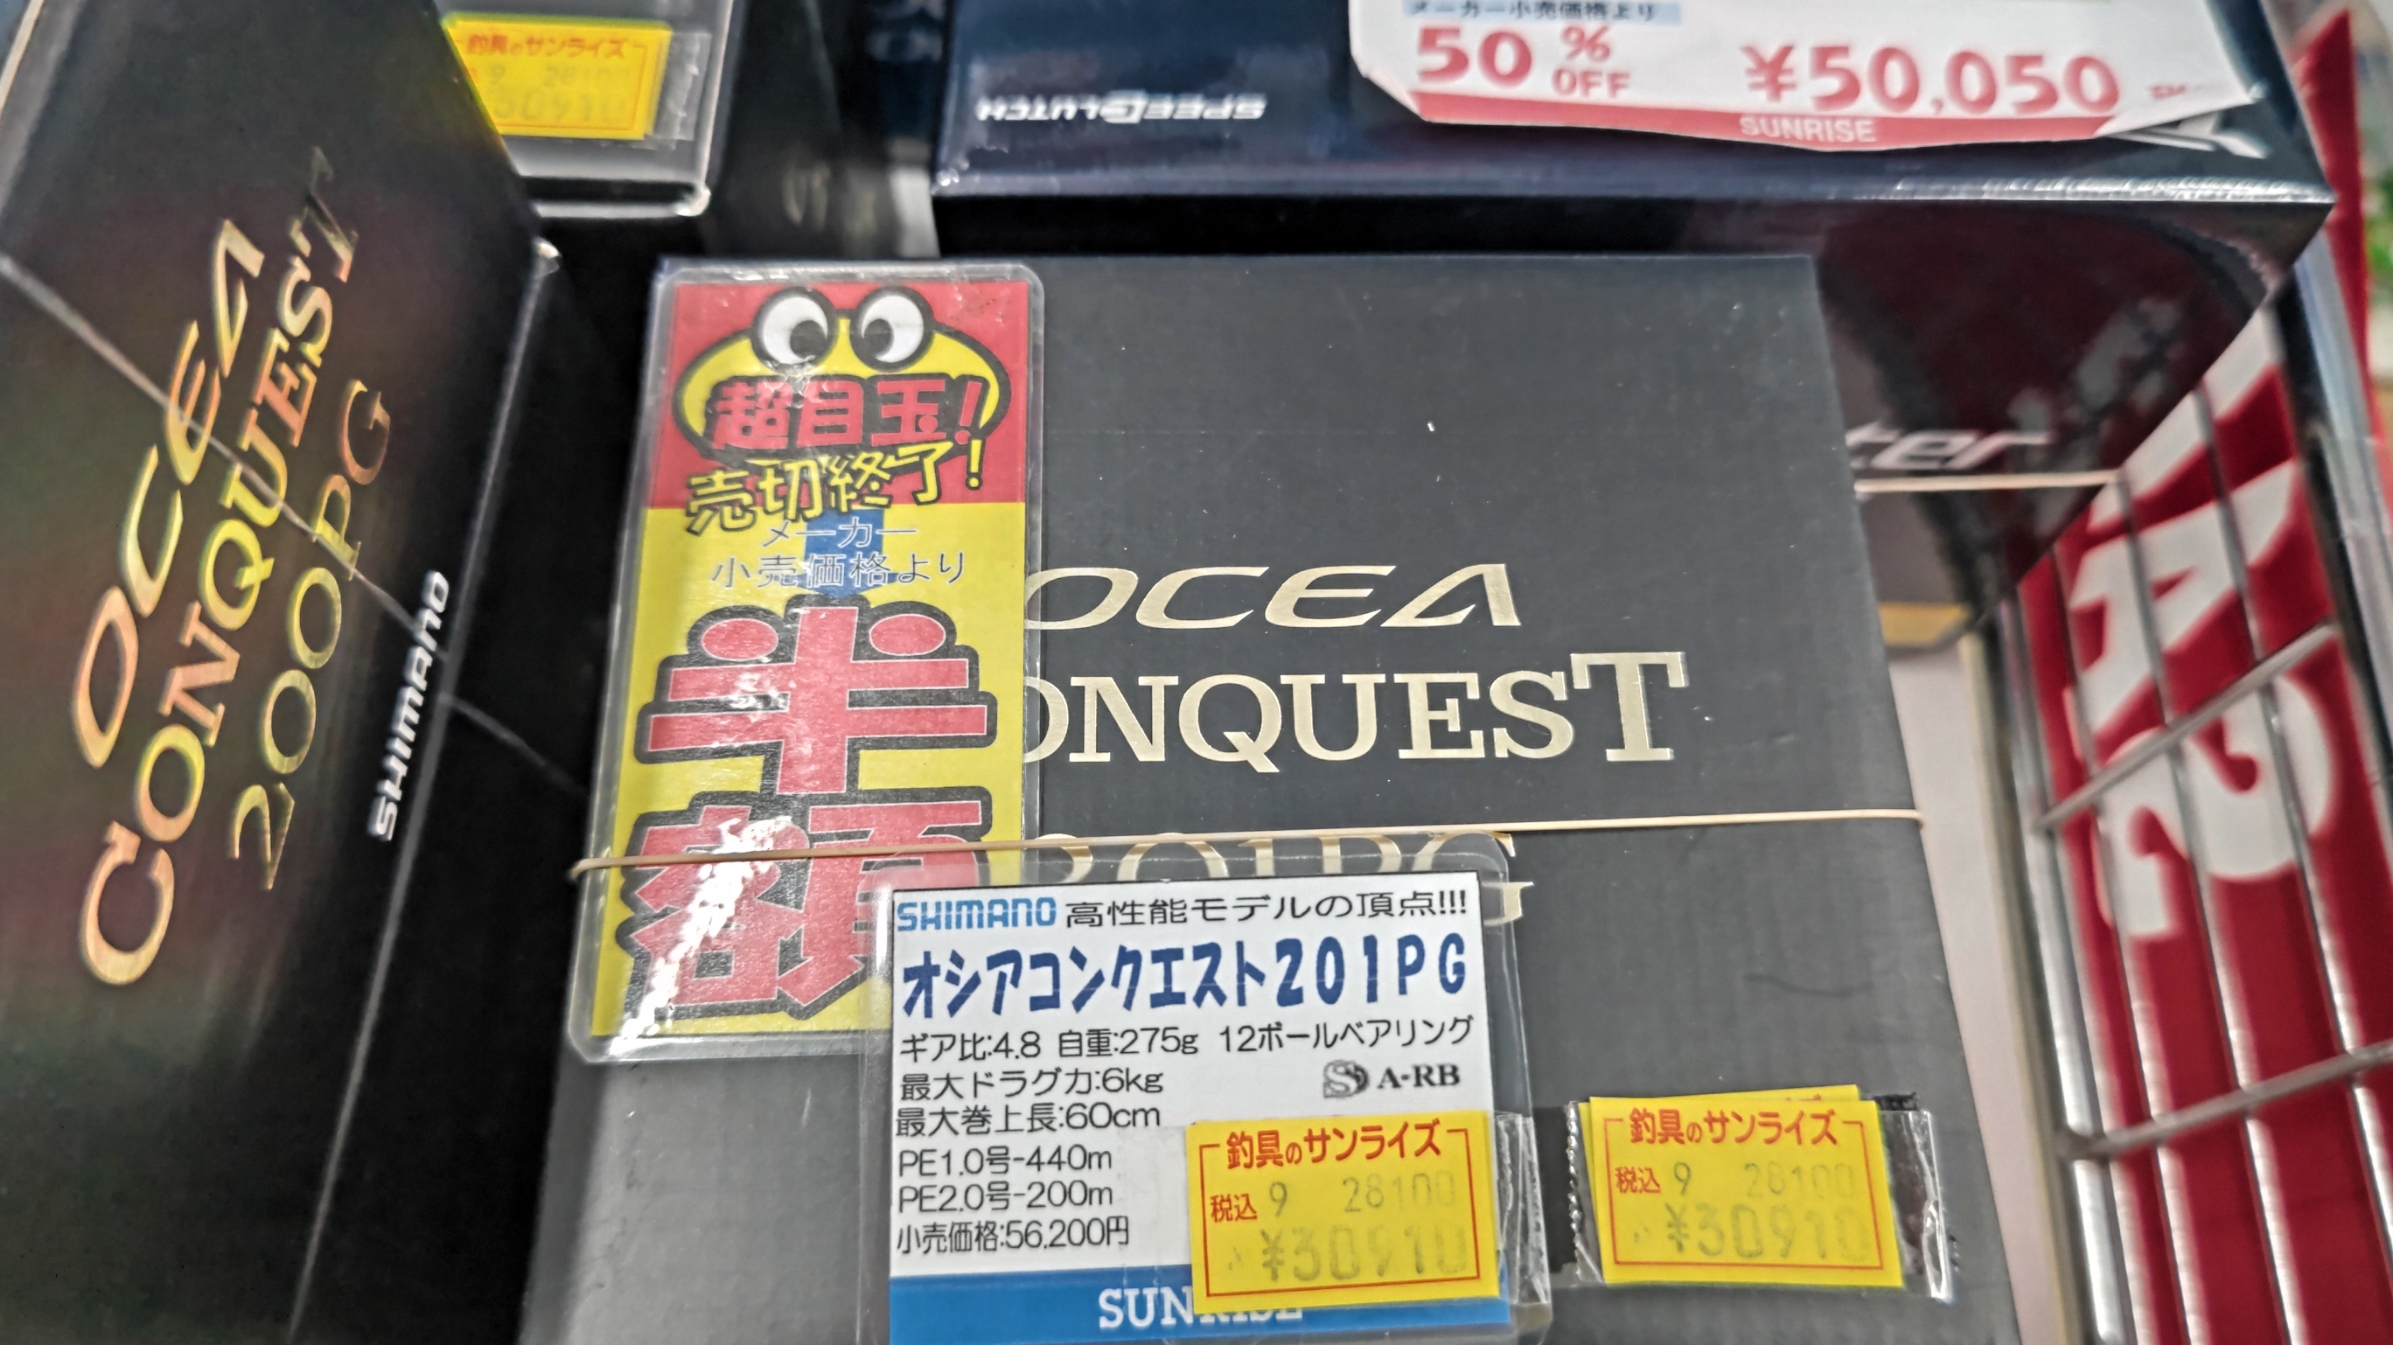 釣具のサンライズ
9 28100
30910
メーカー小売価格より
50%OFF ¥50,050
SUNRISE
SPEED CLUTCH
OCEA
CONQUEST
200PG
SHIMANO
超目玉!
売切終了!
メーカー
小売価格より
半額
OCEA
ONQUEST
201PG
SHIMANO 高性能モデルの頂点!!!
オシアコンクエスト201PG
ギア比:4.8 自重:275g 12ボールベアリング
最大ドラグ力:6kg
A-RB
最大巻上長:60cm
PE1.0号-440m
PE2.0号-200m
小売価格:56,200円
SUNRISE
釣具のサンライズ
税込 9 28100
¥30910
釣具のサンライズ
税込 9 28100
¥30910